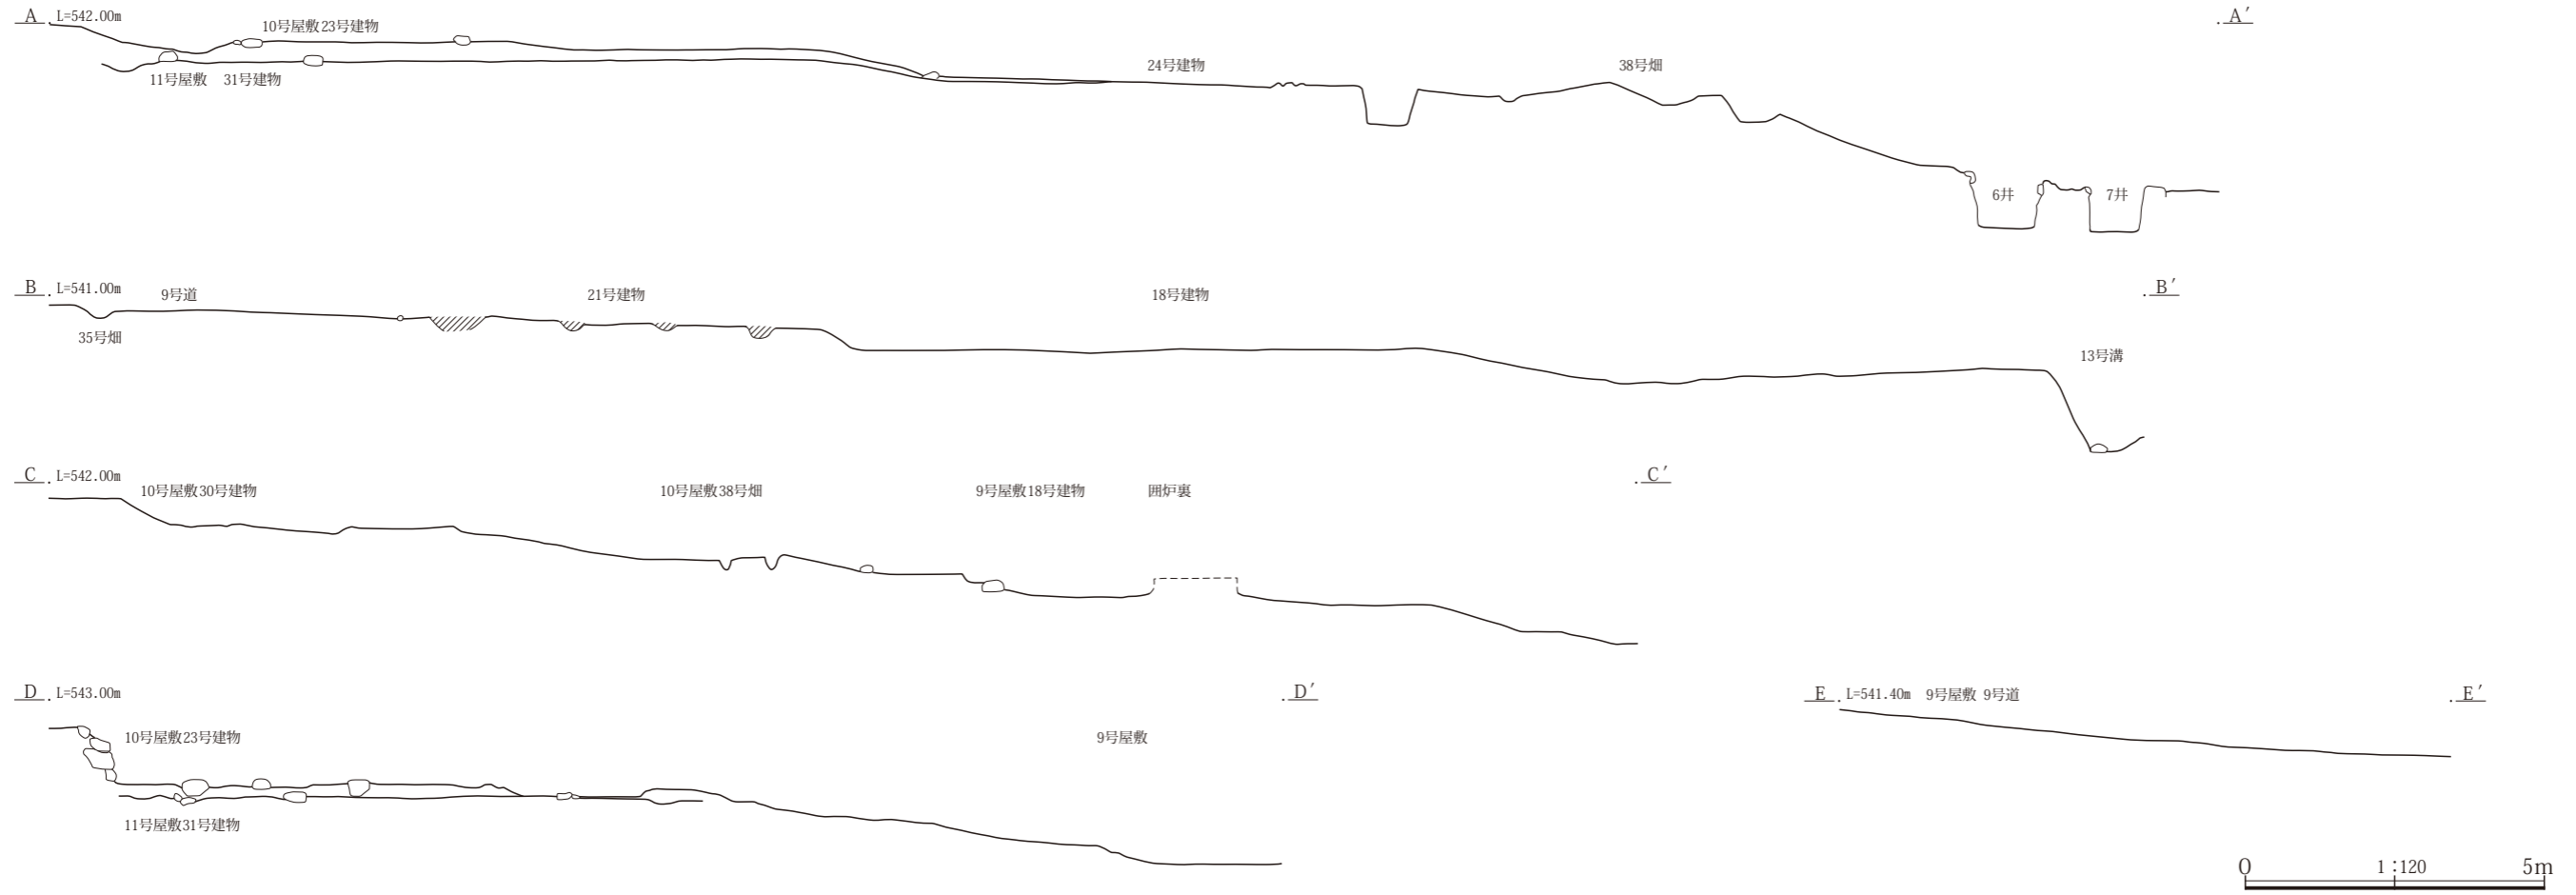 A L=542.00m 10号屋敷23号建物 A′
24号建物 38号畑
11号屋敷 31号建物
6井 7井
B L=541.00m 9号道 21号建物 18号建物 B′
35号畑
13号溝
C L=542.00m 10号屋敷30号建物 10号屋敷38号畑 9号屋敷18号建物 囲炉裏 C′
D L=543.00m D′
10号屋敷23号建物 9号屋敷
11号屋敷31号建物
E L=541.40m 9号屋敷 9号道 E′
0 1:120 5m